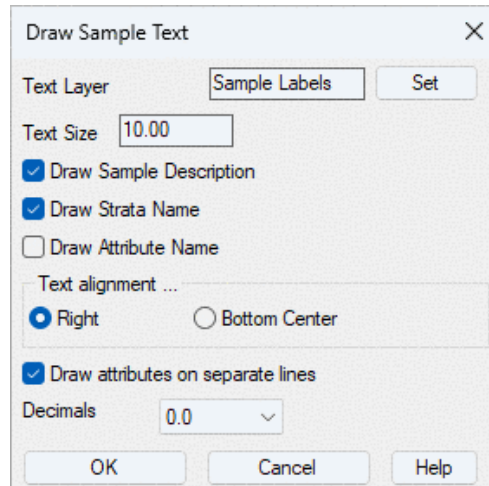 Draw Sample Text
Text Layer Sample Labels Set
Text Size 10.00
Draw Sample Description
Draw Strata Name
Draw Attribute Name
Text alignment ...
Right Bottom Center
Draw attributes on separate lines
Decimals 0.0
OK Cancel Help